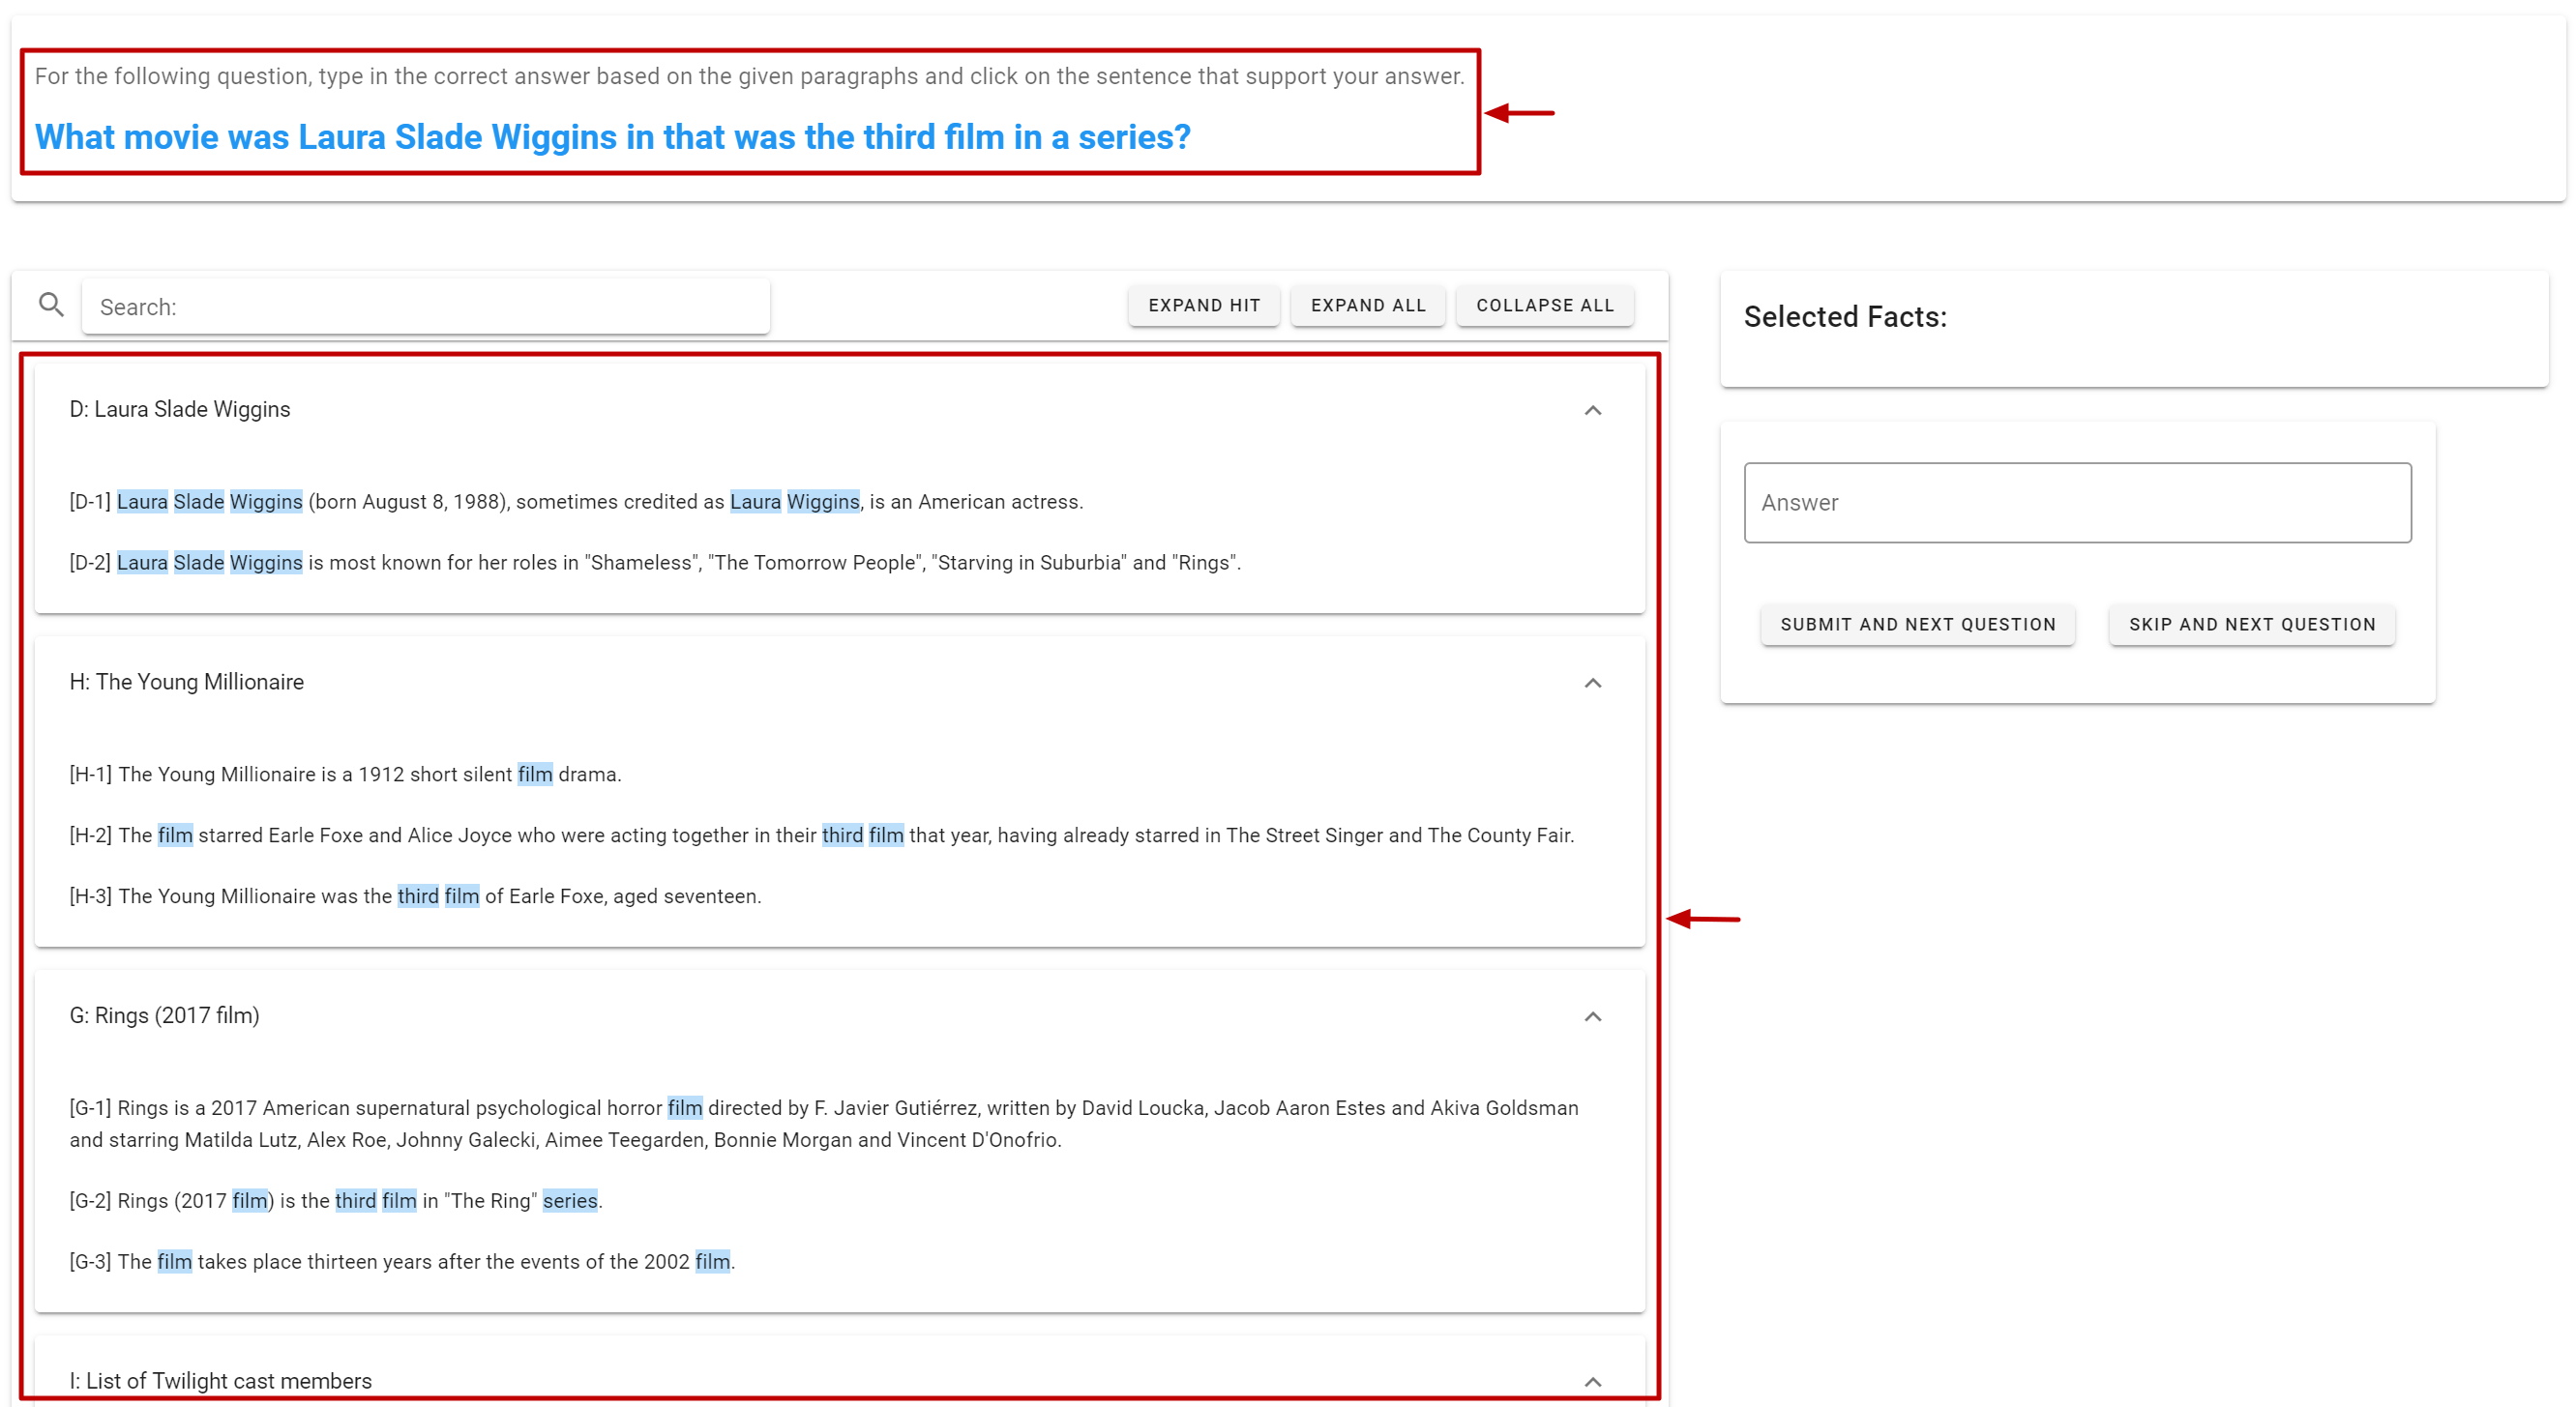 For the following question, type in the correct answer based on the given paragraphs and click on the sentence that support your answer.
What movie was Laura Slade Wiggins in that was the third film in a series?
Search:
EXPAND HIT
EXPAND ALL
COLLAPSE ALL
D: Laura Slade Wiggins
[D-1] Laura Slade Wiggins (born August 8, 1988), sometimes credited as Laura Wiggins, is an American actress.
[D-2] Laura Slade Wiggins is most known for her roles in "Shameless", "The Tomorrow People", "Starving in Suburbia" and "Rings".
H: The Young Millionaire
[H-1] The Young Millionaire is a 1912 short silent film drama.
[H-2] The film starred Earle Foxe and Alice Joyce who were acting together in their third film that year, having already starred in The Street Singer and The County Fair.
[H-3] The Young Millionaire was the third film of Earle Foxe, aged seventeen.
G: Rings (2017 film)
[G-1] Rings is a 2017 American supernatural psychological horror film directed by F. Javier Gutiérrez, written by David Loucka, Jacob Aaron Estes and Akiva Goldsman
and starring Matilda Lutz, Alex Roe, Johnny Galecki, Aimee Teegarden, Bonnie Morgan and Vincent D'Onofrio.
[G-2] Rings (2017 film) is the third film in "The Ring" series.
[G-3] The film takes place thirteen years after the events of the 2002 film.
I: List of Twilight cast members
Selected Facts:
Answer
SUBMIT AND NEXT QUESTION
SKIP AND NEXT QUESTION